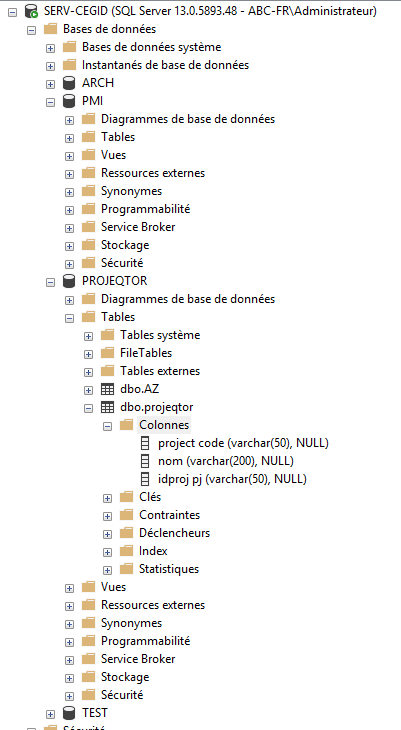 SERV-CEGID (SQL Server 13.0.5893.48 - ABC-FR\Administrateur)
Bases de données
Bases de données système
Instantanés de base de données
ARCH
PMI
Diagrammes de base de données
Tables
Vues
Ressources externes
Synonymes
Programmabilité
Service Broker
Stockage
Sécurité
PROJEQTOR
Diagrammes de base de données
Tables
Tables système
FileTables
Tables externes
dbo.AZ
dbo.projeqtor
Colonnes
project code (varchar(50), NULL)
nom (varchar(200), NULL)
idproj pj (varchar(50), NULL)
Clés
Contraintes
Déclencheurs
Index
Statistiques
Vues
Ressources externes
Synonymes
Programmabilité
Service Broker
Stockage
Sécurité
TEST
Sécurité